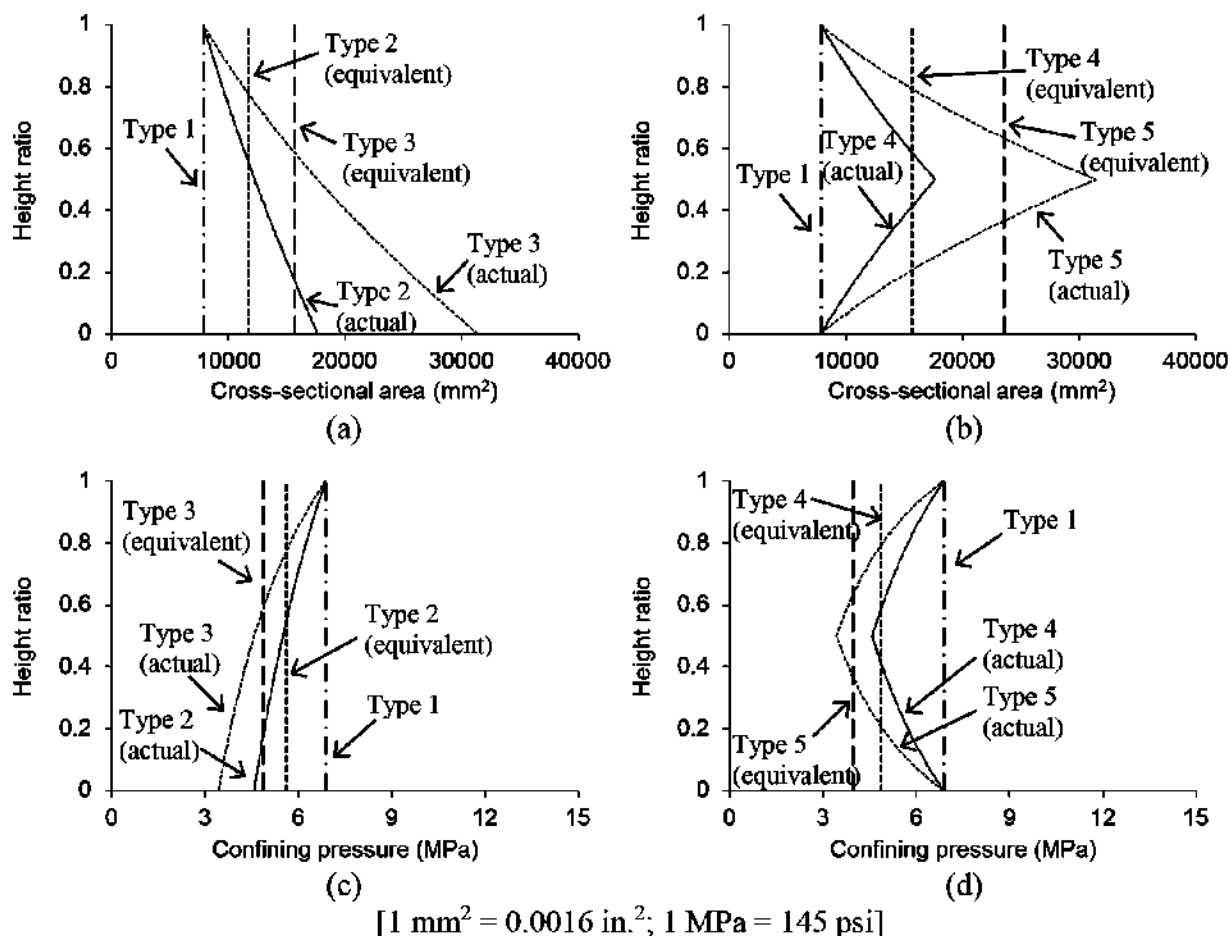 (a)
(b)
1
0.8
0.6
0.4
0.2
0
Height ratio
Type 2
(equivalent)
Type 1
Type 3
(equivalent)
Type 3
(actual)
Type 2
(actual)
0
10000
20000
30000
40000
Cross-sectional area (mm²)
(a)
1
0.8
0.6
0.4
0.2
0
Height ratio
Type 4
(equivalent)
Type 4
(actual)
Type 5
(equivalent)
Type 1
Type 5
(actual)
0
10000
20000
30000
40000
Cross-sectional area (mm²)
(b)
1
0.8
0.6
0.4
0.2
0
Height ratio
Type 3
(equivalent)
Type 2
(equivalent)
Type 3
(actual)
Type 2
(actual)
Type 1
0
3
6
9
12
15
Confining pressure (MPa)
(c)
1
0.8
0.6
0.4
0.2
0
Height ratio
Type 4
(equivalent)
Type 1
Type 4
(actual)
Type 5
(actual)
Type 5
(equivalent)
0
3
6
9
12
15
Confining pressure (MPa)
(d)
[1 mm² = 0.0016 in.²; 1 MPa = 145 psi]